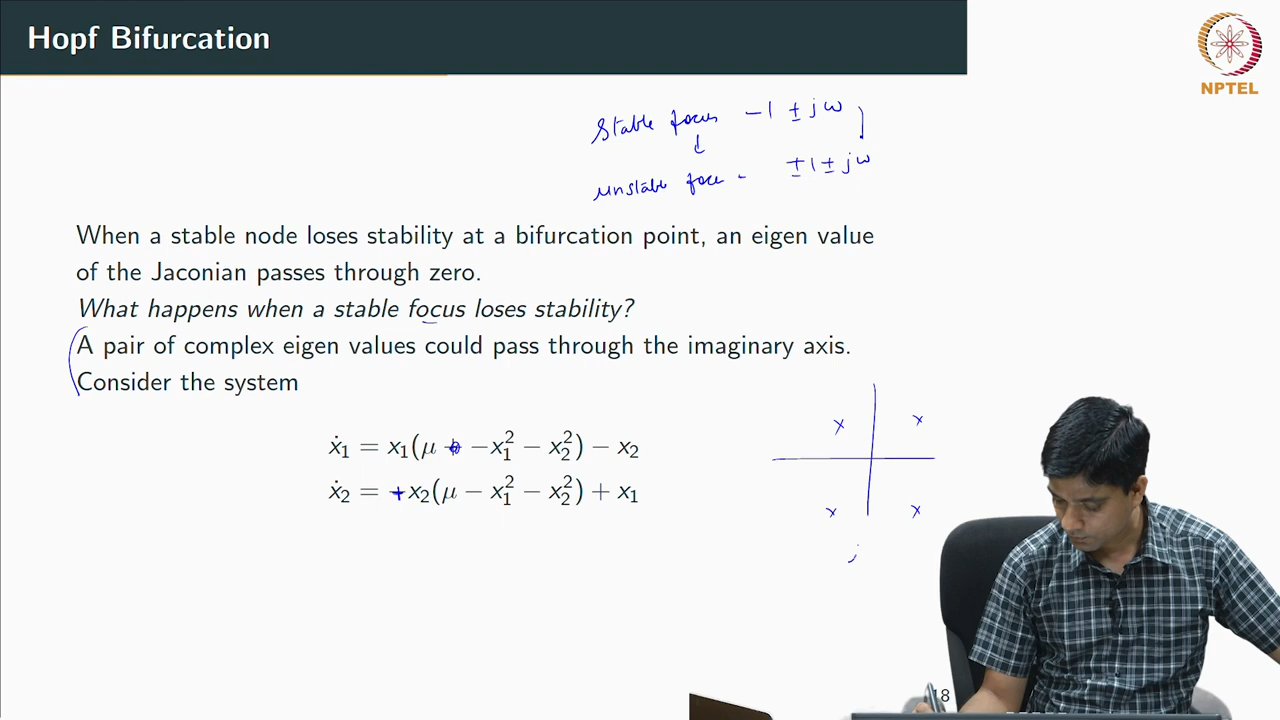 Hopf Bifurcation
NPTEL
Stable focus -1 ± jω
unstable focu - ±1 ± jω
When a stable node loses stability at a bifurcation point, an eigen value
of the Jaconian passes through zero.
What happens when a stable focus loses stability?
A pair of complex eigen values could pass through the imaginary axis.
Consider the system
ẋ₁ = x₁(μ - x₁² - x₂²) - x₂
ẋ₂ = +x₂(μ - x₁² - x₂²) + x₁
x x
x x
j
18